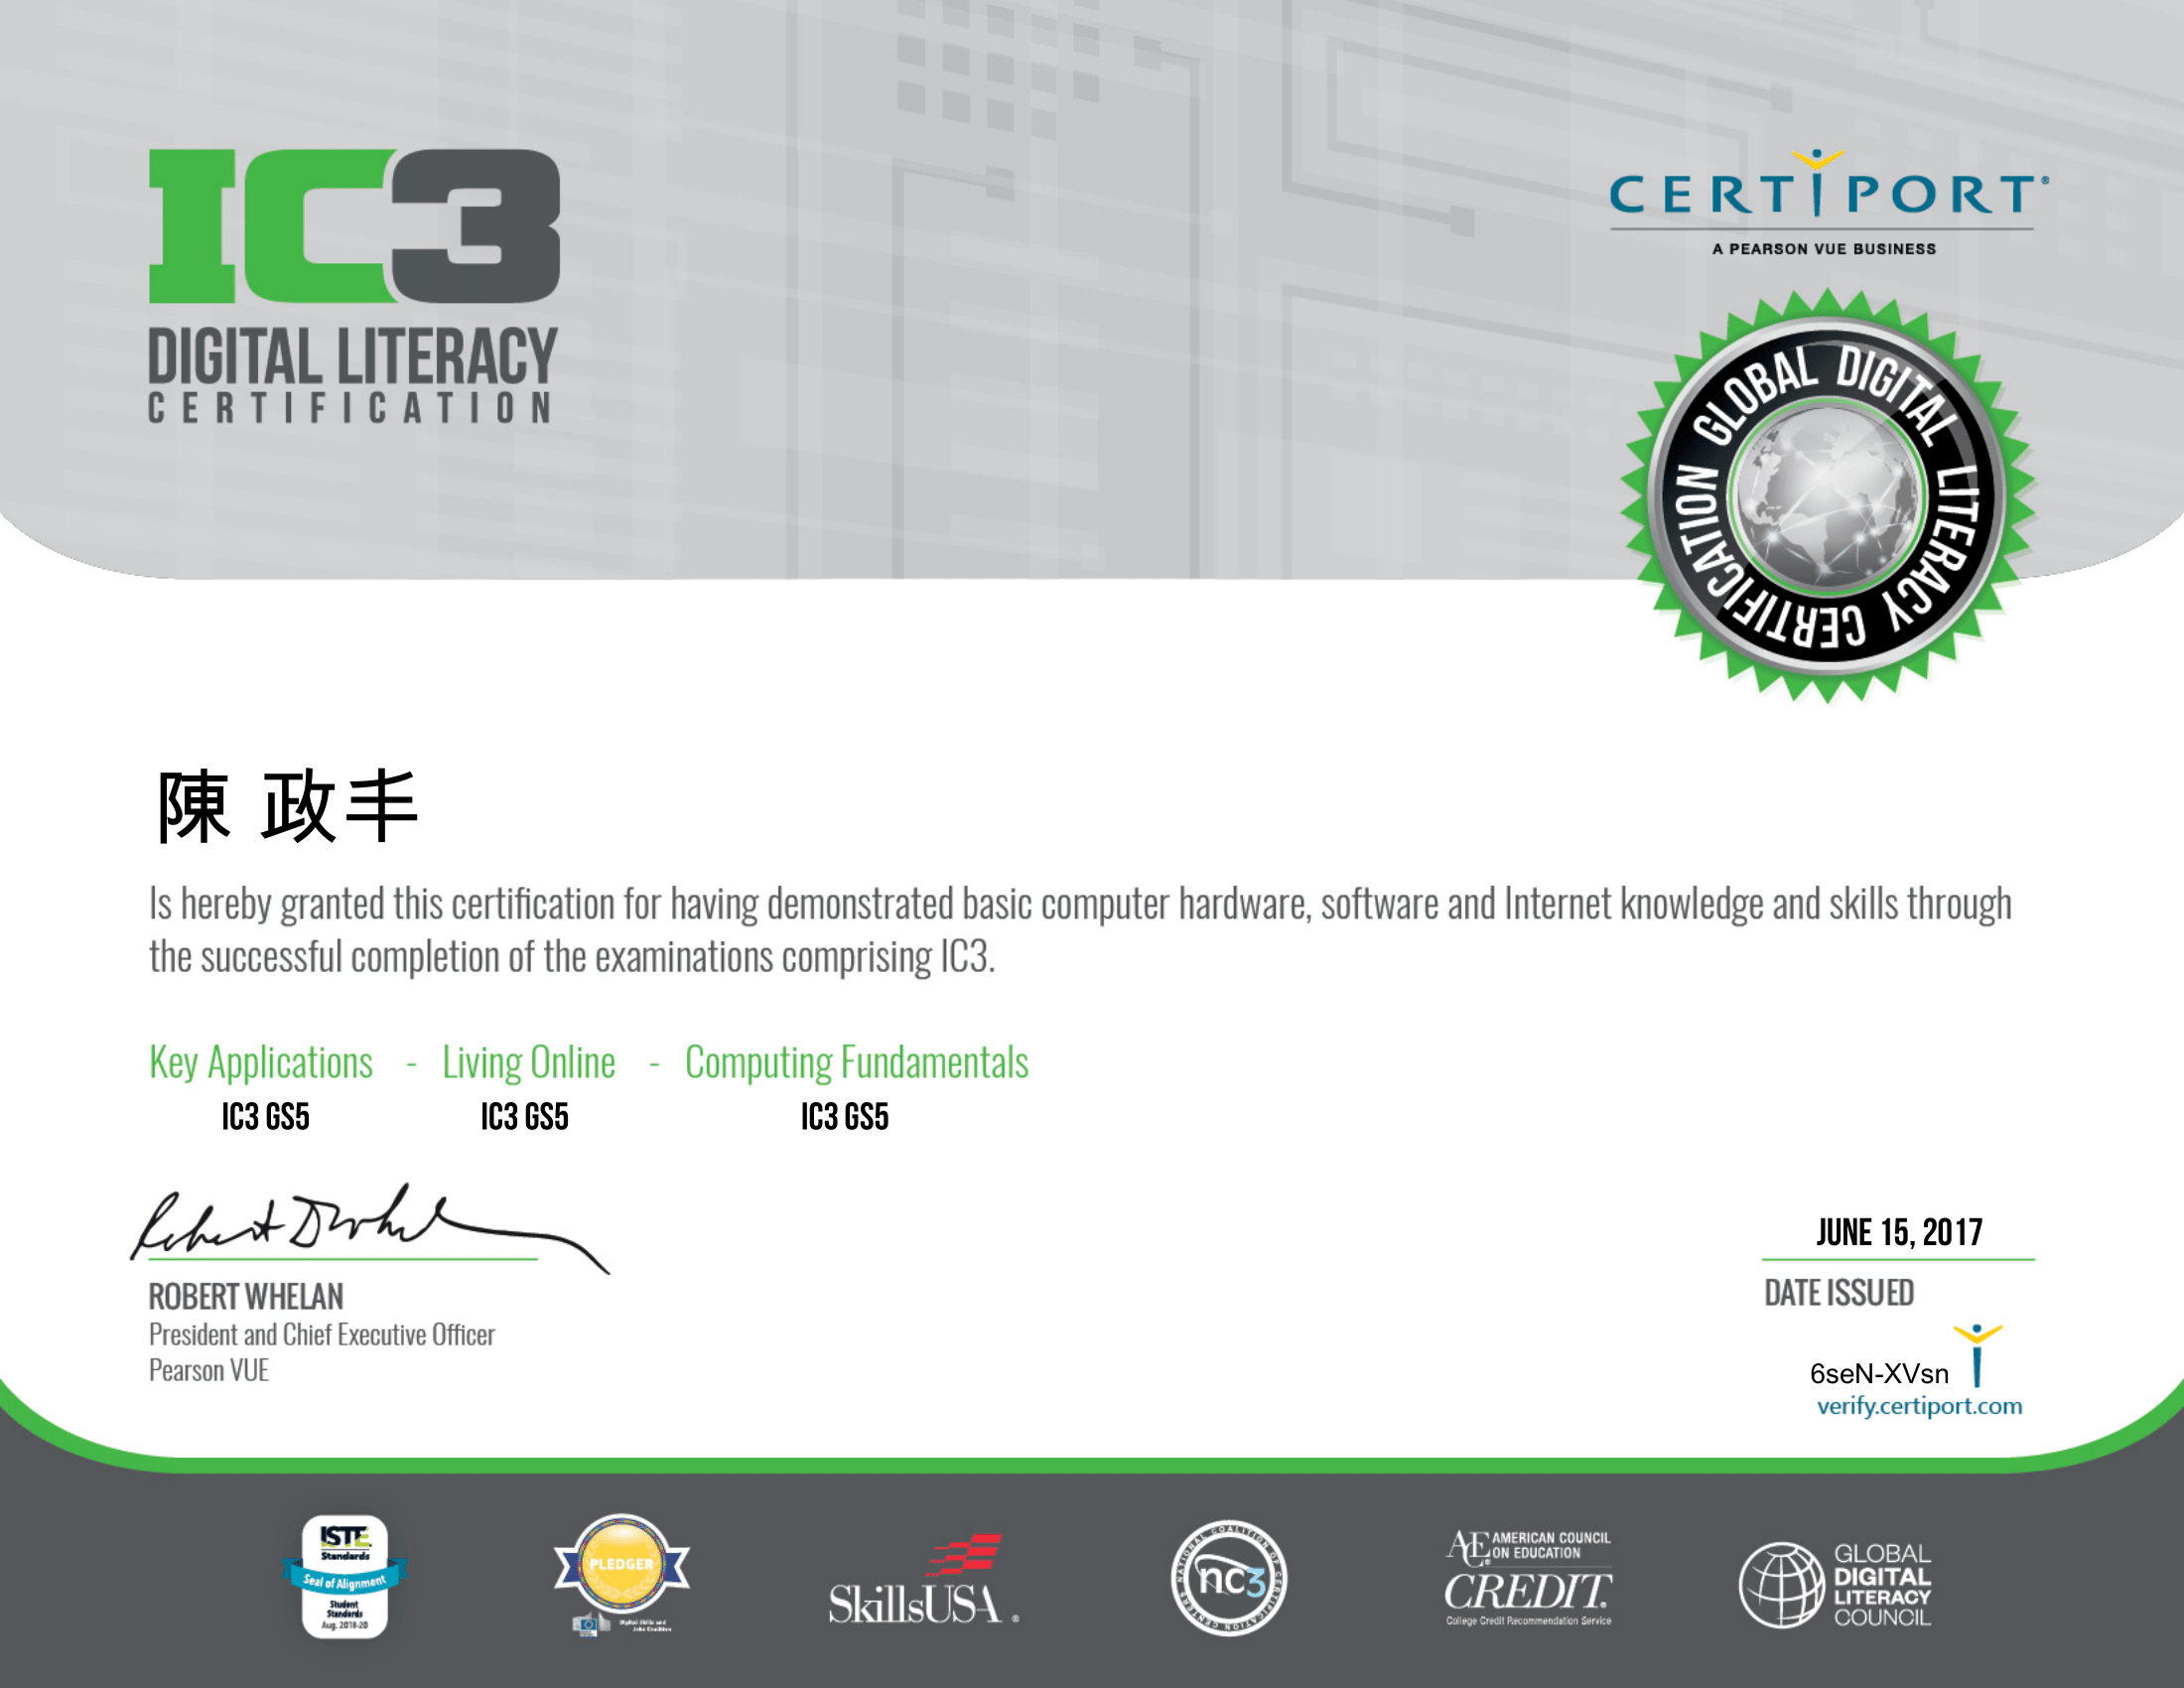 IC3
DIGITAL LITERACY
CERTIFICATION
CERTIPORT®
A PEARSON VUE BUSINESS
GLOBAL DIGITAL LITERACY CERTIFICATION
陳 政丰
Is hereby granted this certification for having demonstrated basic computer hardware, software and Internet knowledge and skills through
the successful completion of the examinations comprising IC3.
Key Applications - Living Online - Computing Fundamentals
IC3 GS5 IC3 GS5 IC3 GS5
ROBERT WHELAN
President and Chief Executive Officer
Pearson VUE
JUNE 15, 2017
DATE ISSUED
6seN-XVsn
verify.certiport.com
ISTE
Standards
Seal of Alignment
Student
Standards
Aug. 2018-20
PLEDGER
Digital Skills and
Jobs Coalition
SkillsUSA®
NATIONAL COALITION OF CERTIFICATION CENTERS
nc3
ACE® AMERICAN COUNCIL
ON EDUCATION
CREDIT.
College Credit Recommendation Service
GLOBAL
DIGITAL
LITERACY
COUNCIL